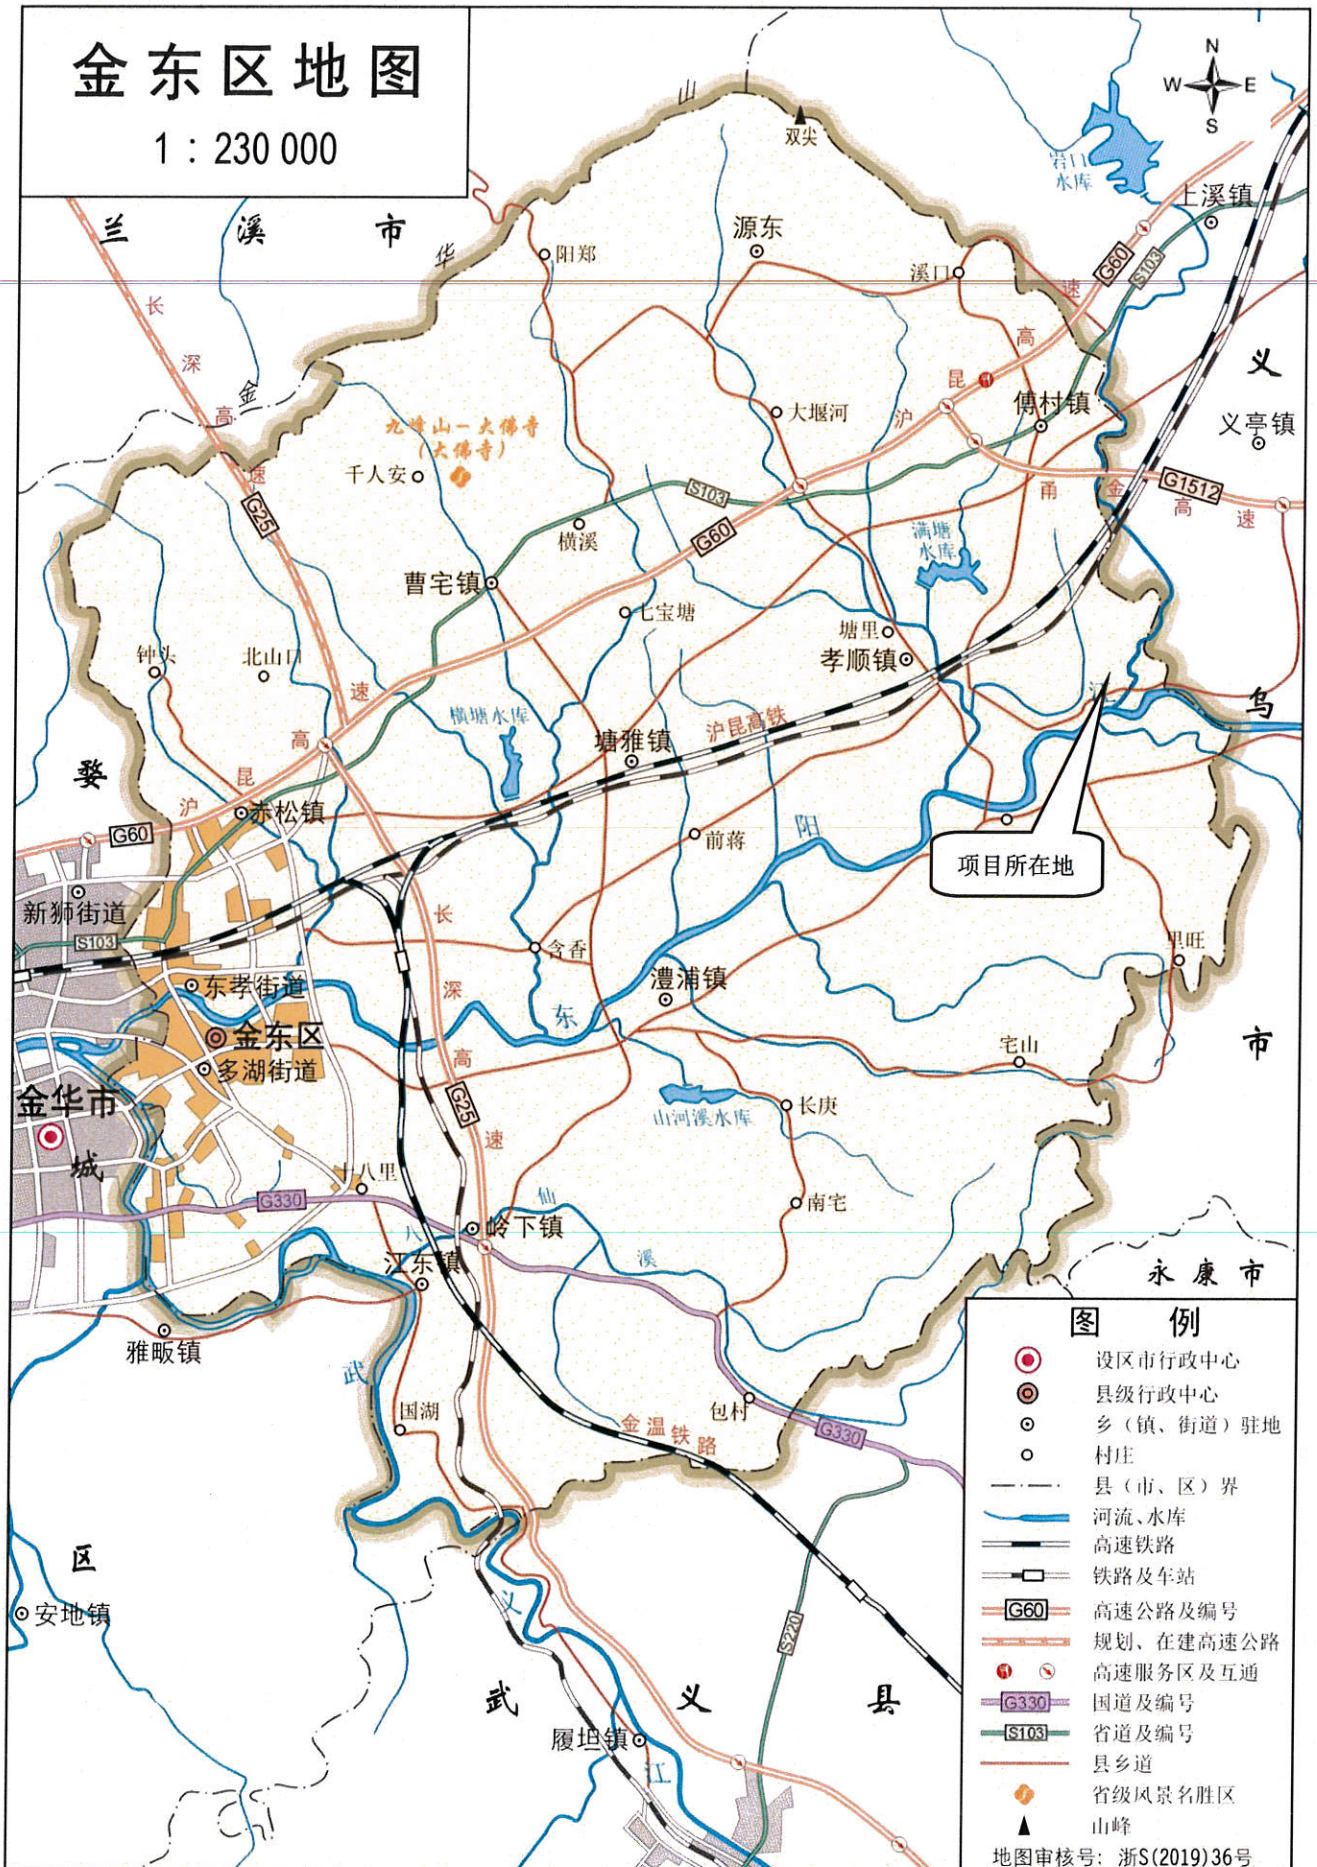 金东区地图
1：230 000
N
W
E
S
山
双尖
岩口
水库
上溪镇
兰溪市
华
阳郑
源东
溪口
G60
S103
速
长
深
高
速
G25
金
高
昆
沪
义
义亭镇
傅村镇
大堰河
九峰山—大佛寺
(大佛寺)
千人安
S103
G1512
甬
金
高
速
横溪
G60
满塘
水库
曹宅镇
七宝塘
塘里
孝顺镇
钟头
北山口
速
横塘水库
沪昆高铁
江
乌
高
塘雅镇
婺
昆
沪
赤松镇
G60
前蒋
阳
项目所在地
新狮街道
S103
长
含香
里旺
东孝街道
深
澧浦镇
东
金东区
多湖街道
高
宅山
市
金华市
G25
山河溪水库
长庚
速
城
十八里
G330
仙
南宅
八
岭下镇
溪
江东镇
永康市
雅畈镇
武
国湖
包村
金温铁路
G330
区
安地镇
义
S220
武义县
履坦镇
江
图例
设区市行政中心
县级行政中心
乡（镇、街道）驻地
村庄
县（市、区）界
河流、水库
高速铁路
铁路及车站
G60 高速公路及编号
规划、在建高速公路
高速服务区及互通
G330 国道及编号
S103 省道及编号
县乡道
省级风景名胜区
山峰
地图审核号: 浙S(2019)36号